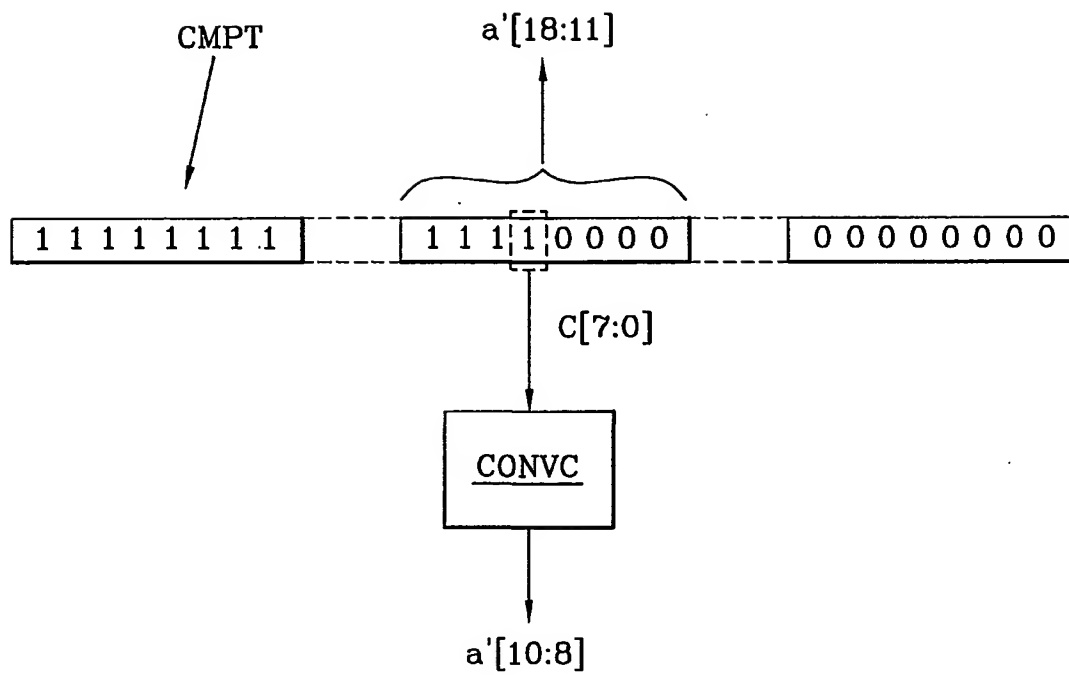 CMPT
a'[18:11]
1 1 1 1 1 1 1 1
1 1 1 1 0 0 0 0
0 0 0 0 0 0 0 0
C[7:0]
CONVC
a'[10:8]